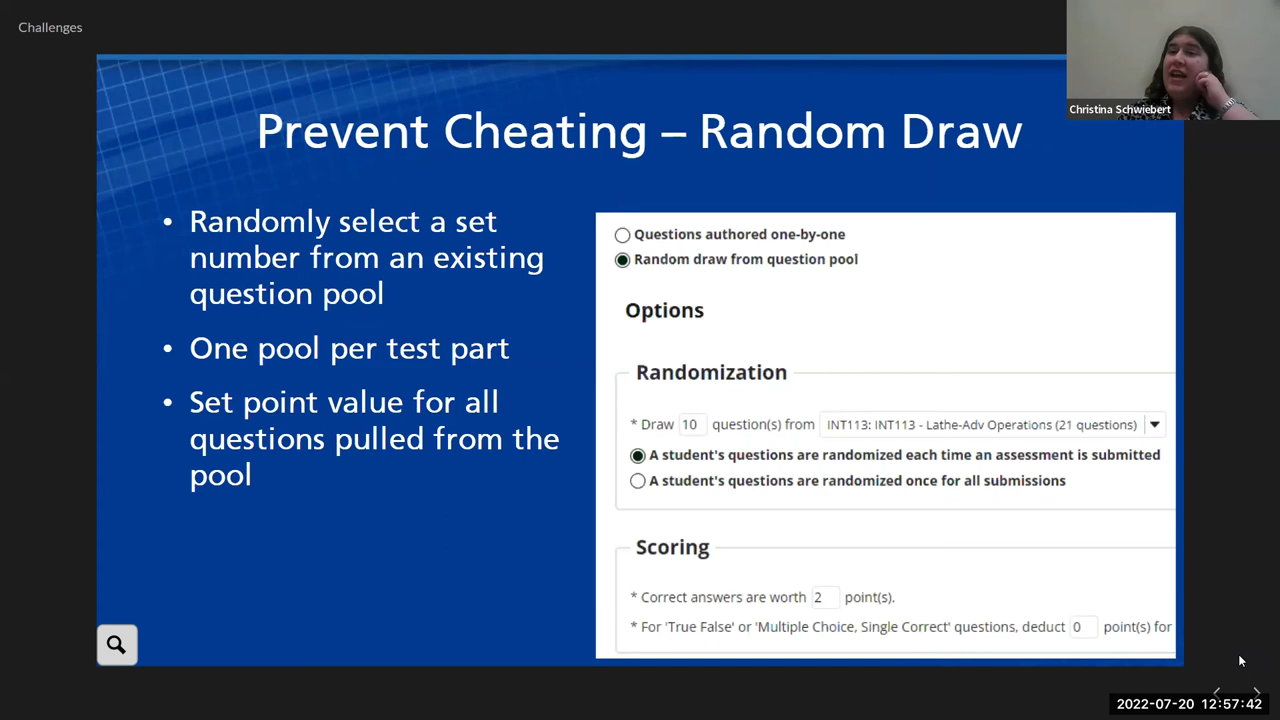 Challenges
Christina Schwiebert
Prevent Cheating – Random Draw
• Randomly select a set
number from an existing
question pool
• One pool per test part
• Set point value for all
questions pulled from the
pool
Questions authored one-by-one
Random draw from question pool
Options
Randomization
* Draw 10 question(s) from INT113: INT113 - Lathe-Adv Operations (21 questions)
A student's questions are randomized each time an assessment is submitted
A student's questions are randomized once for all submissions
Scoring
* Correct answers are worth 2 point(s).
* For 'True False' or 'Multiple Choice, Single Correct' questions, deduct 0 point(s) for
2022-07-20 12:57:42